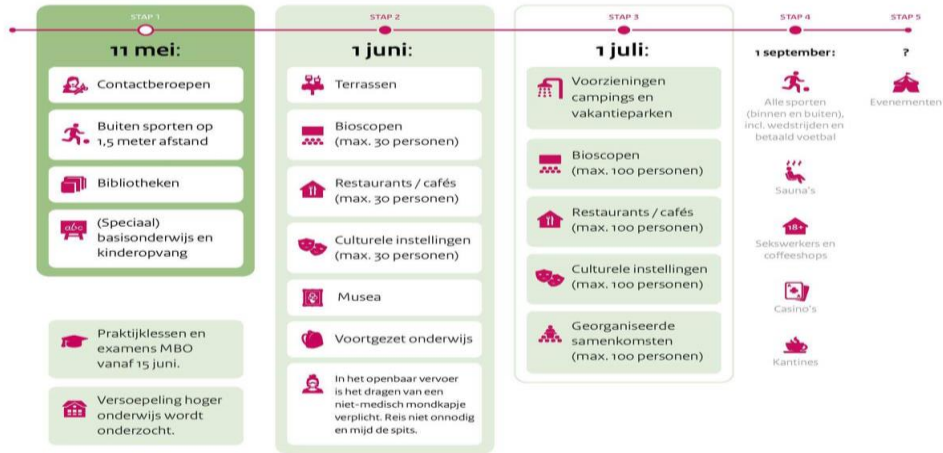 STAP 1
11 mei:
Contactberoepen
Buiten sporten op
1,5 meter afstand
Bibliotheken
abc
(Speciaal)
basisonderwijs en
kinderopvang
Praktijklessen en
examens MBO
vanaf 15 juni.
Versoepeling hoger
onderwijs wordt
onderzocht.
STAP 2
1 juni:
Terrassen
Bioscopen
(max. 30 personen)
Restaurants / cafés
(max. 30 personen)
Culturele instellingen
(max. 30 personen)
Musea
Voortgezet onderwijs
In het openbaar vervoer
is het dragen van een
niet-medisch mondkapje
verplicht. Reis niet onnodig
en mijd de spits.
STAP 3
1 juli:
Voorzieningen
campings en
vakantieparken
Bioscopen
(max. 100 personen)
Restaurants / cafés
(max. 100 personen)
Culturele instellingen
(max. 100 personen)
Georganiseerde
samenkomsten
(max. 100 personen)
STAP 4
1 september:
Alle sporten
(binnen en buiten),
incl. wedstrijden en
betaald voetbal
Sauna's
18+
Sekswerkers en
coffeeshops
Casino's
Kantines
STAP 5
?
Evenementen